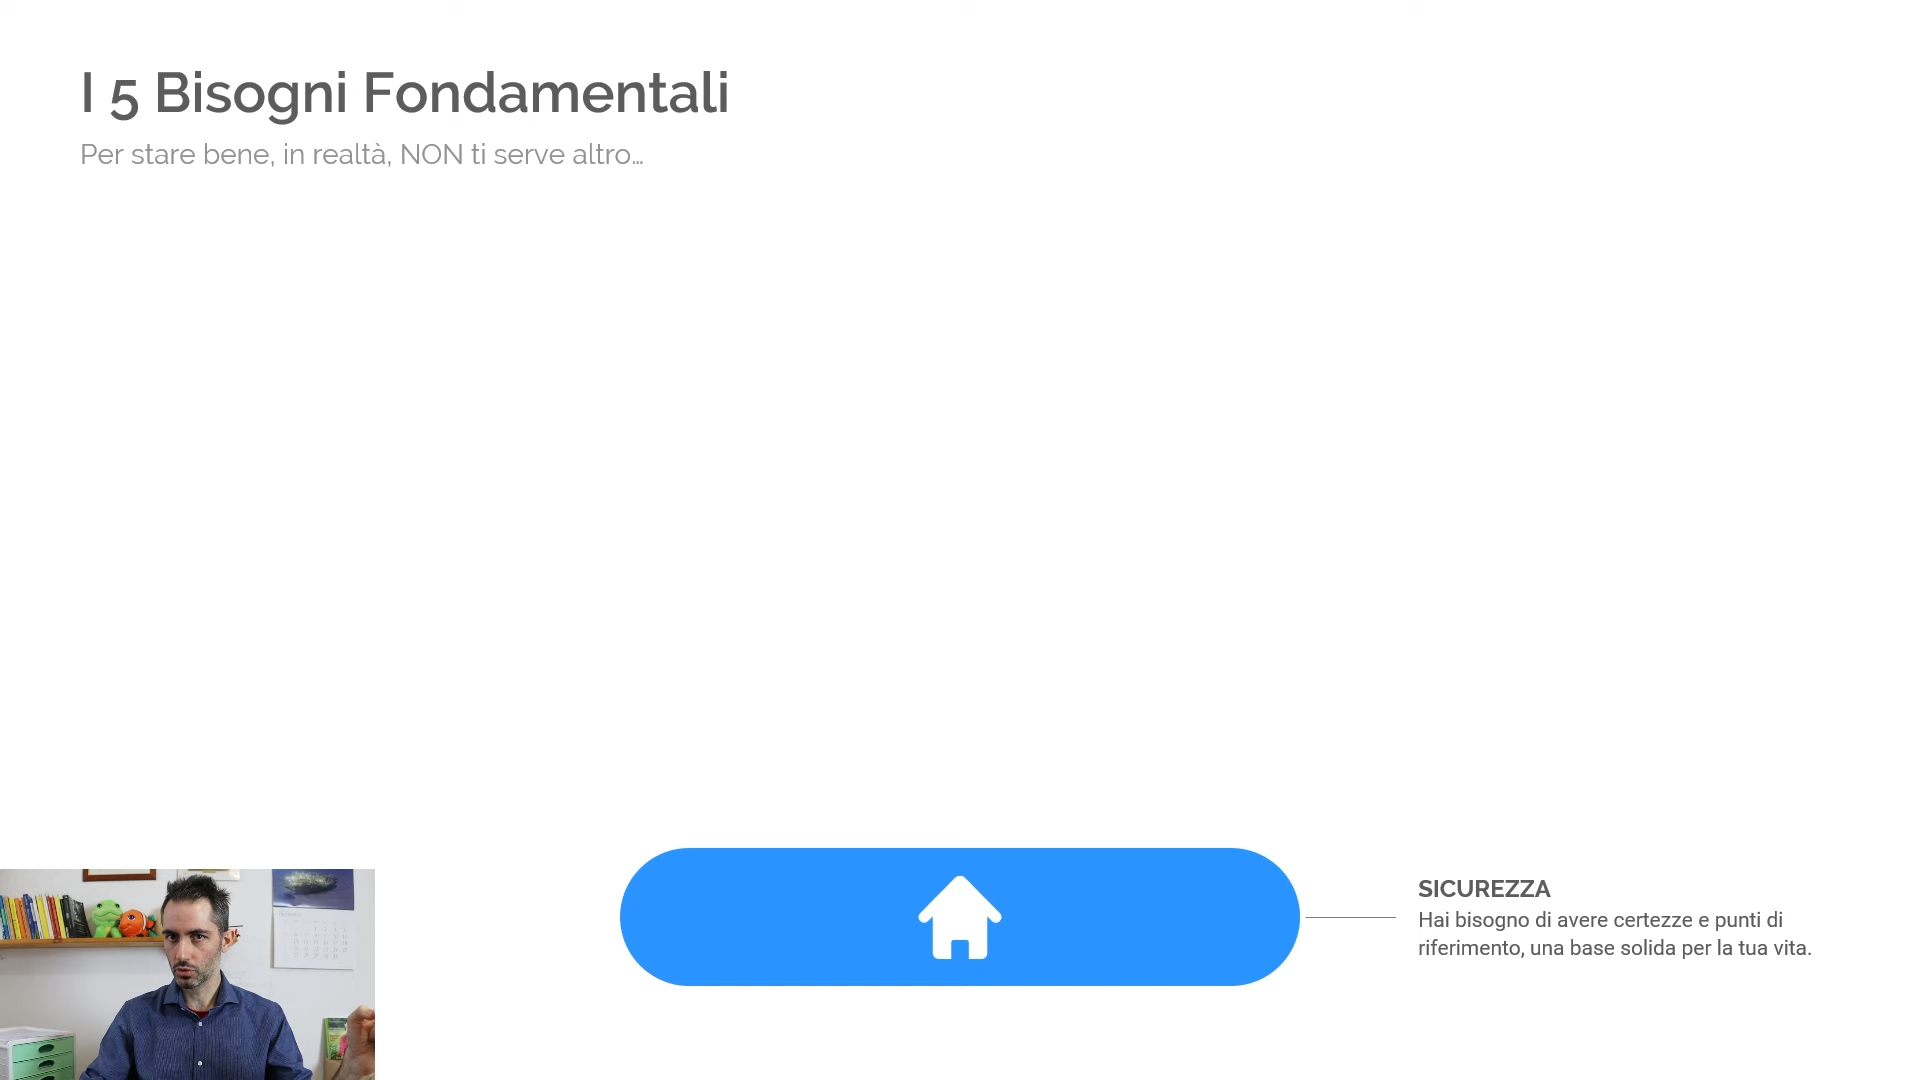 I 5 Bisogni Fondamentali
Per stare bene, in realtà, NON ti serve altro...
SICUREZZA
Hai bisogno di avere certezze e punti di
riferimento, una base solida per la tua vita.